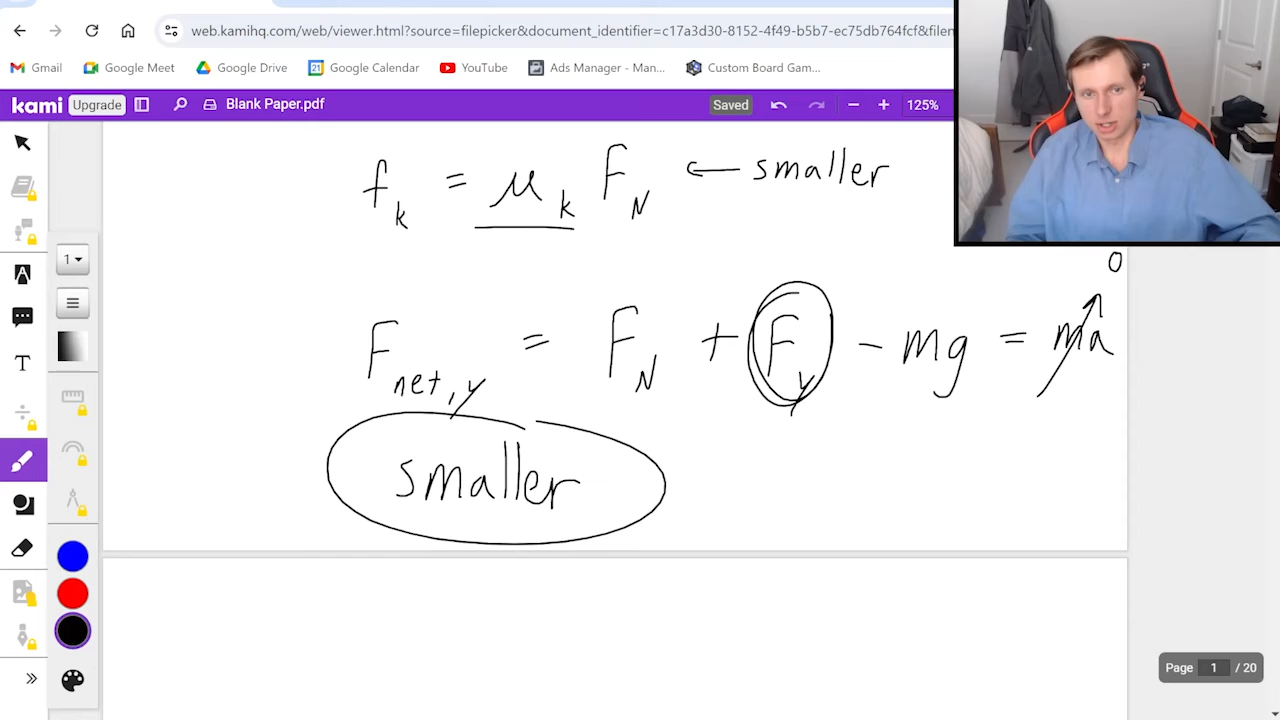 web.kamihq.com/web/viewer.html?source=filepicker&document_identifier=c17a3d30-8152-4f49-b5b7-ec75db764fcf&filen
Gmail Google Meet Google Drive 31 Google Calendar YouTube Ads Manager - Man... Custom Board Gam...
kami Upgrade Blank Paper.pdf Saved 125%
f_k = μ_k F_N ← smaller
0
F_net,y = F_N + F_y - mg = ma
smaller
1
A
T
Page 1 / 20